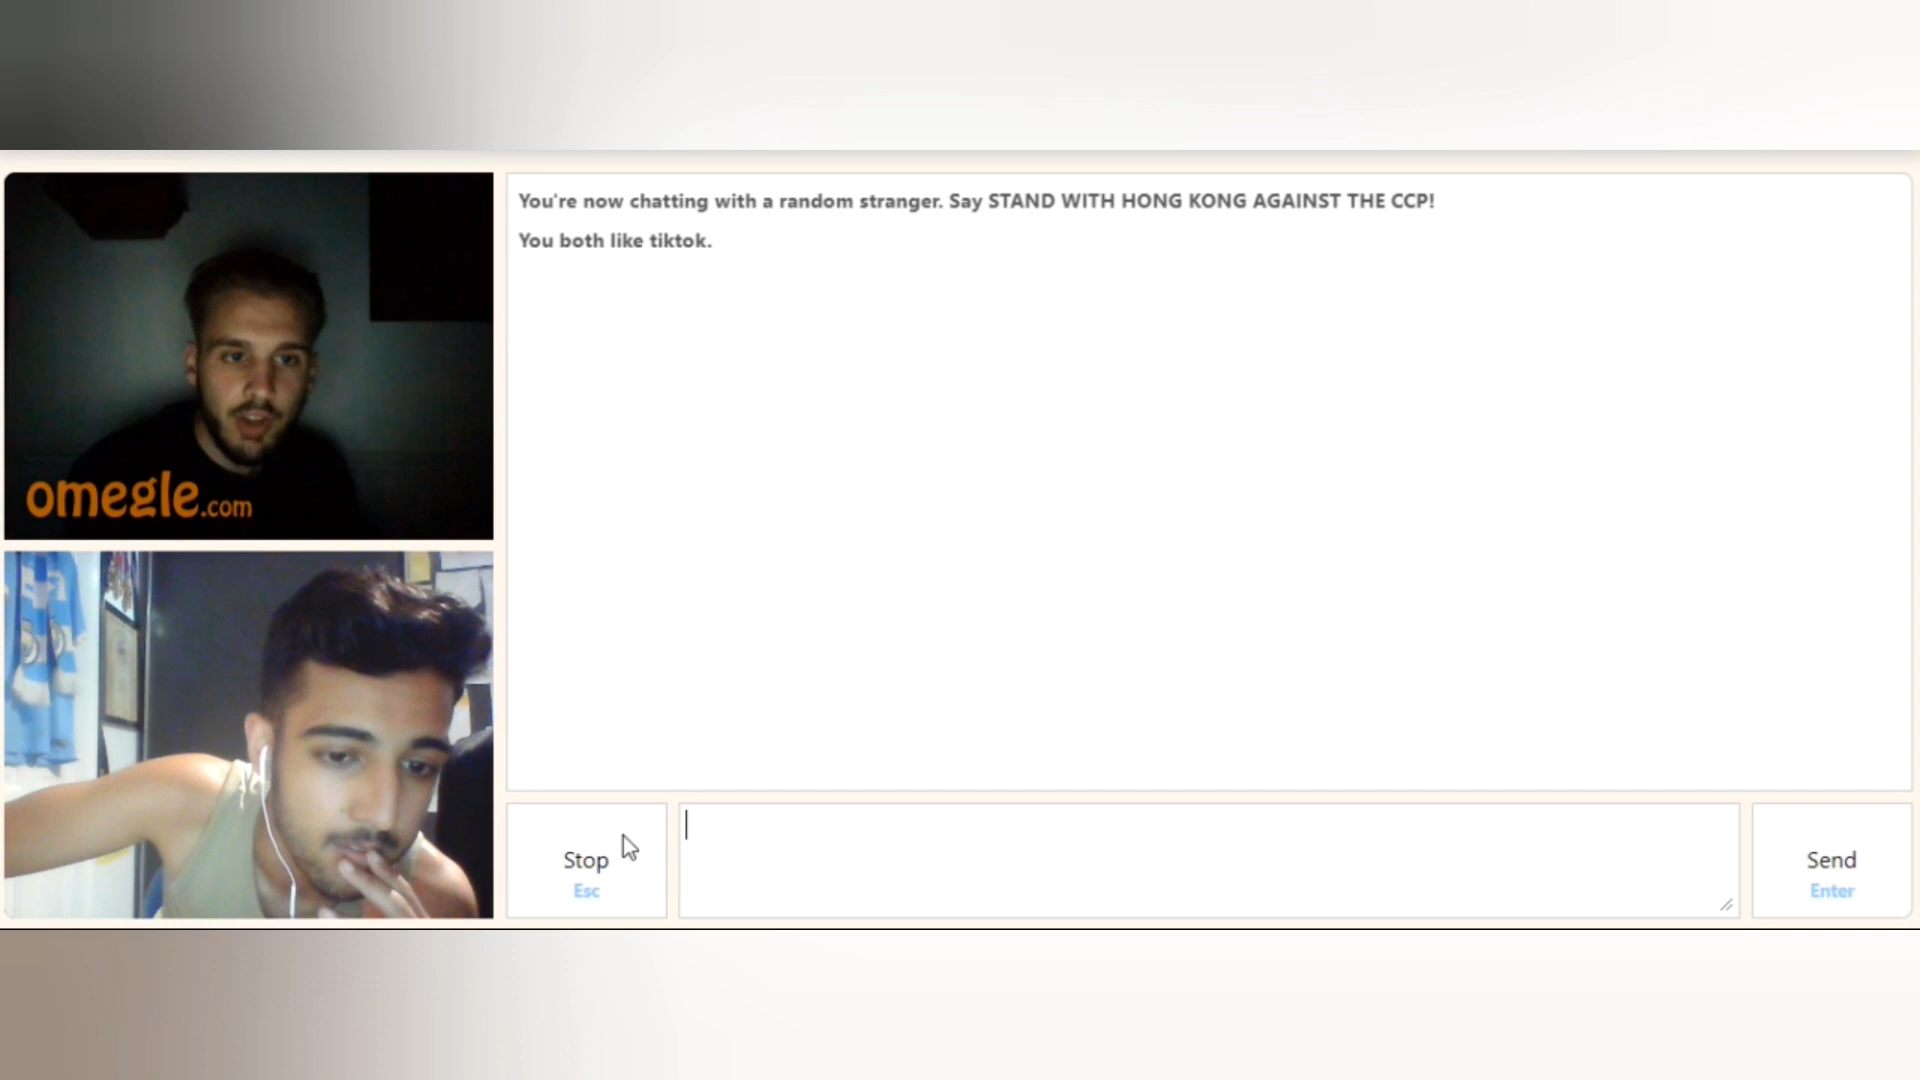 You're now chatting with a random stranger. Say STAND WITH HONG KONG AGAINST THE CCP!
You both like tiktok.
omegle.com
Stop
Esc
Send
Enter